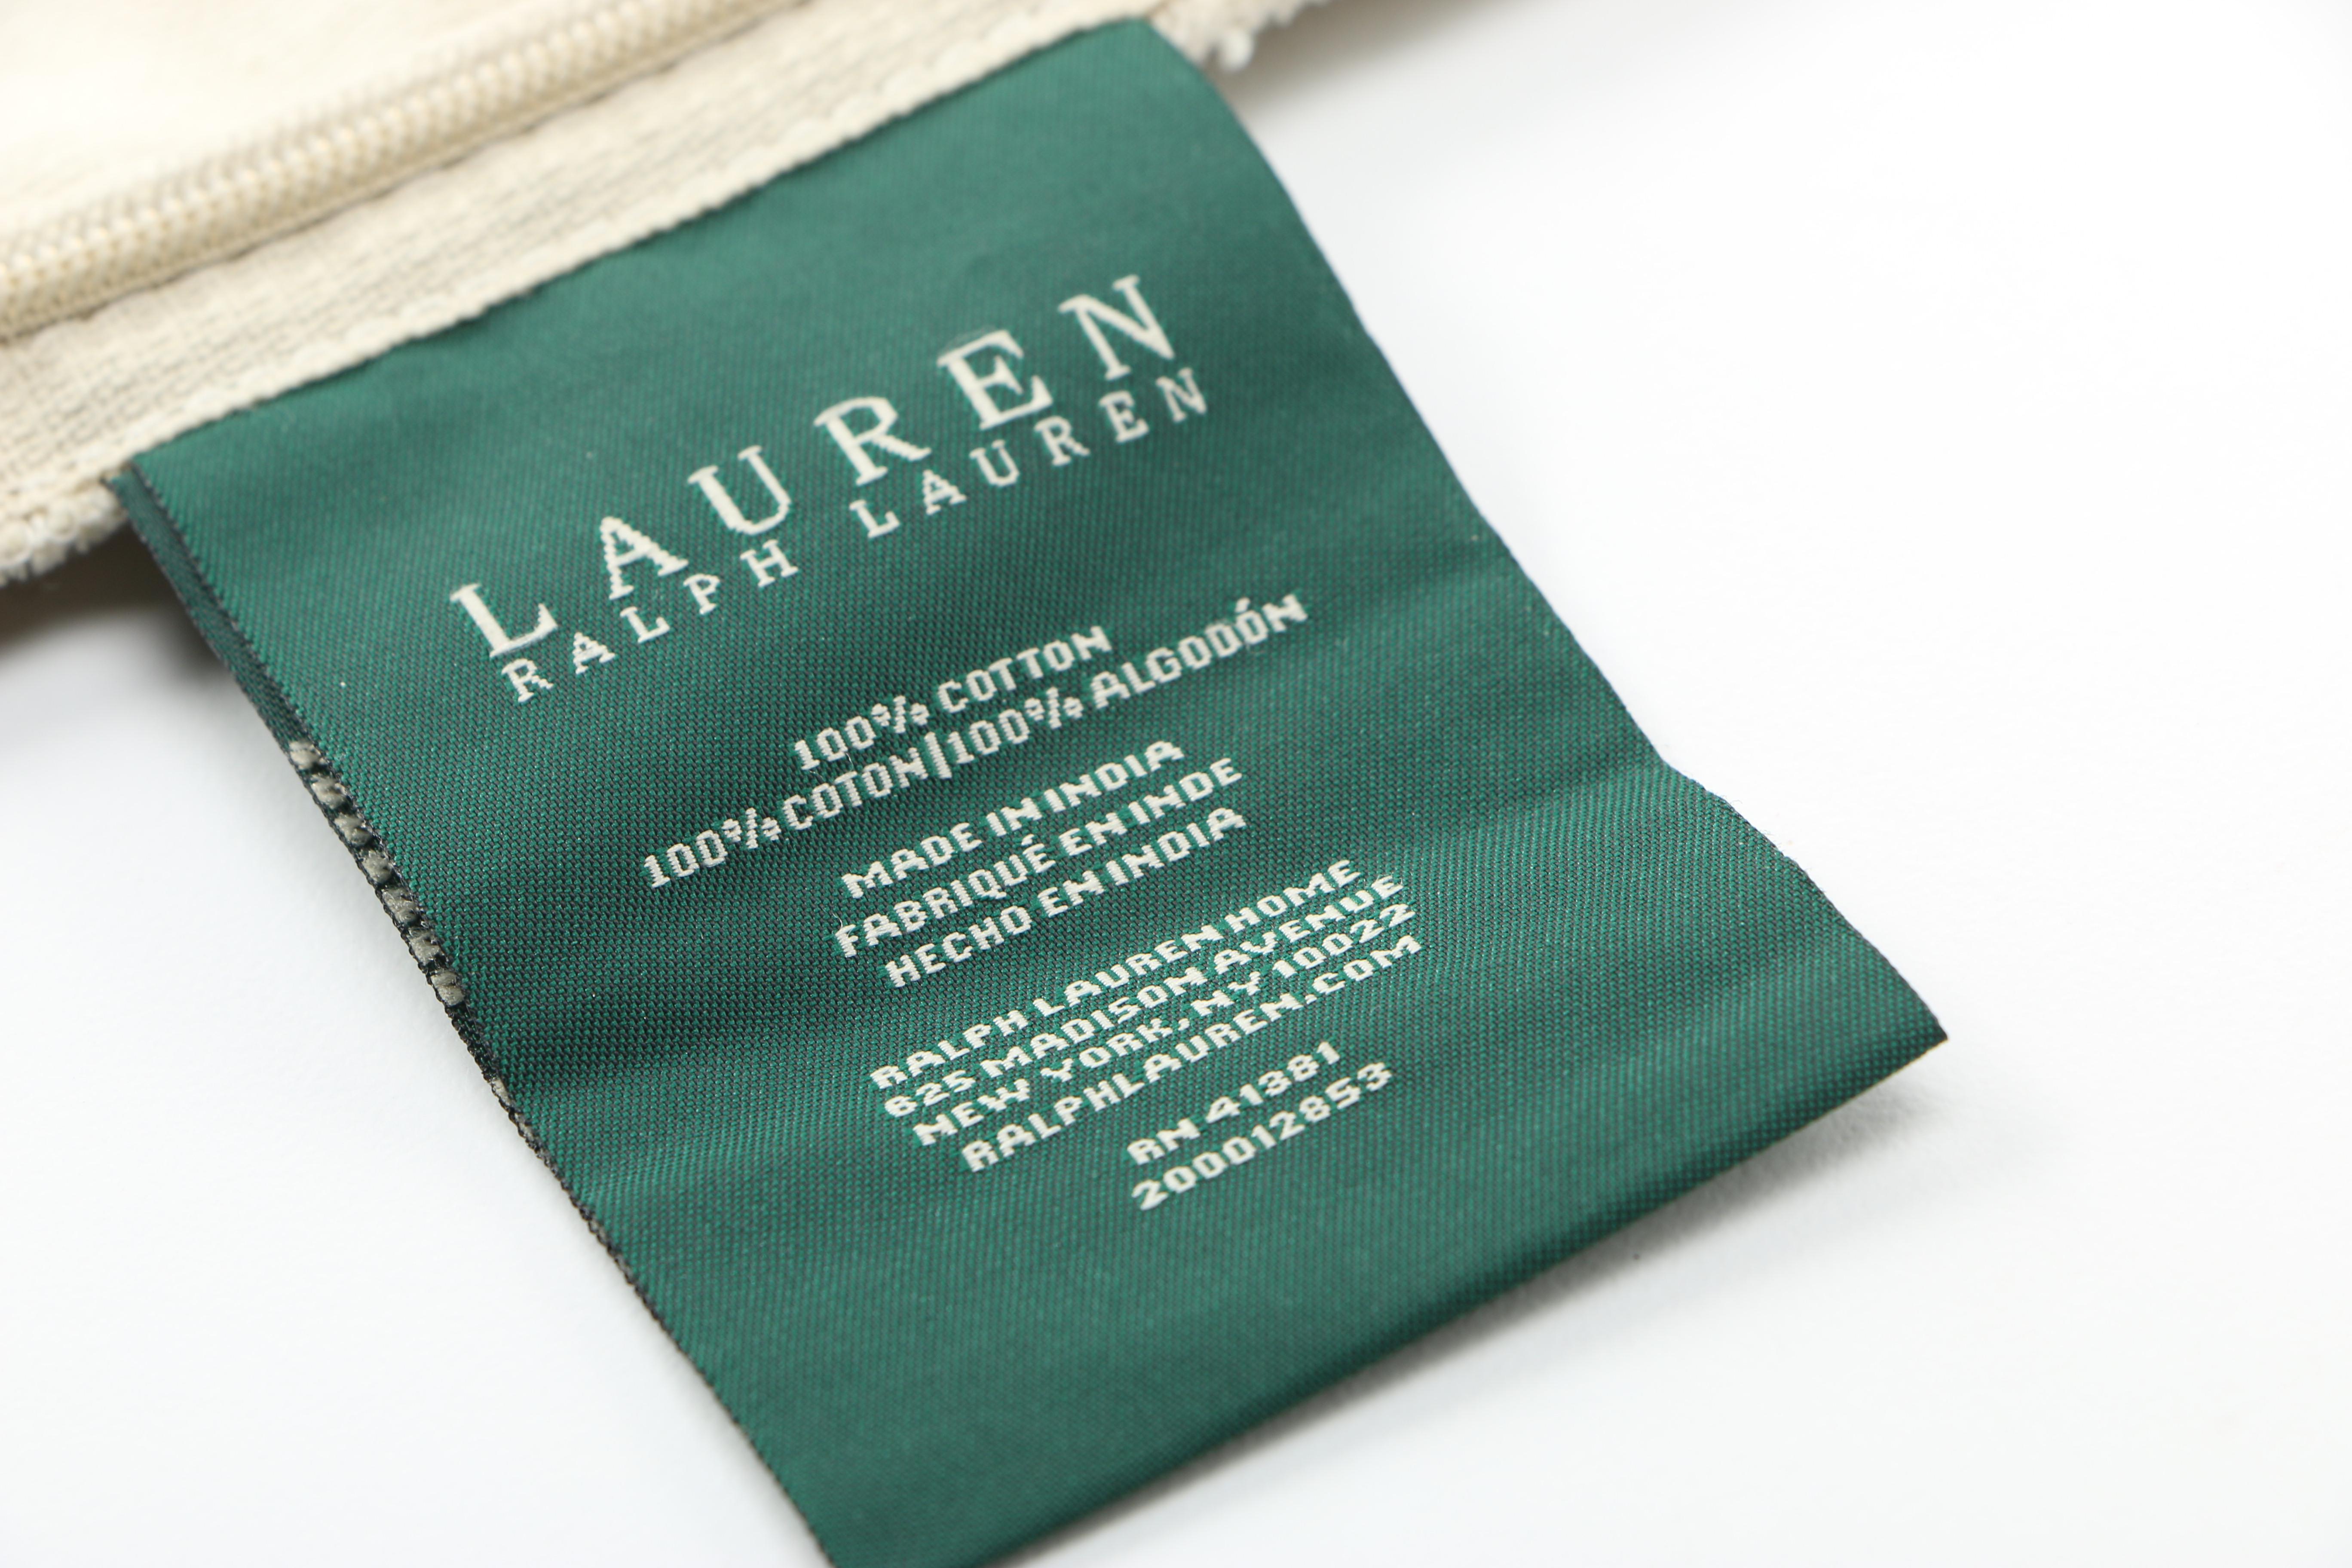 LAUREN
RALPH LAUREN
100% COTTON
100% COTON|100% ALGODÓN
MADE IN INDIA
FABRIQUÉ EN INDE
HECHO EN INDIA
RALPH LAUREN HOME
625 MADISON AVENUE
NEW YORK, NY 10022
RALPHLAUREN.COM
RN 41381
200012853